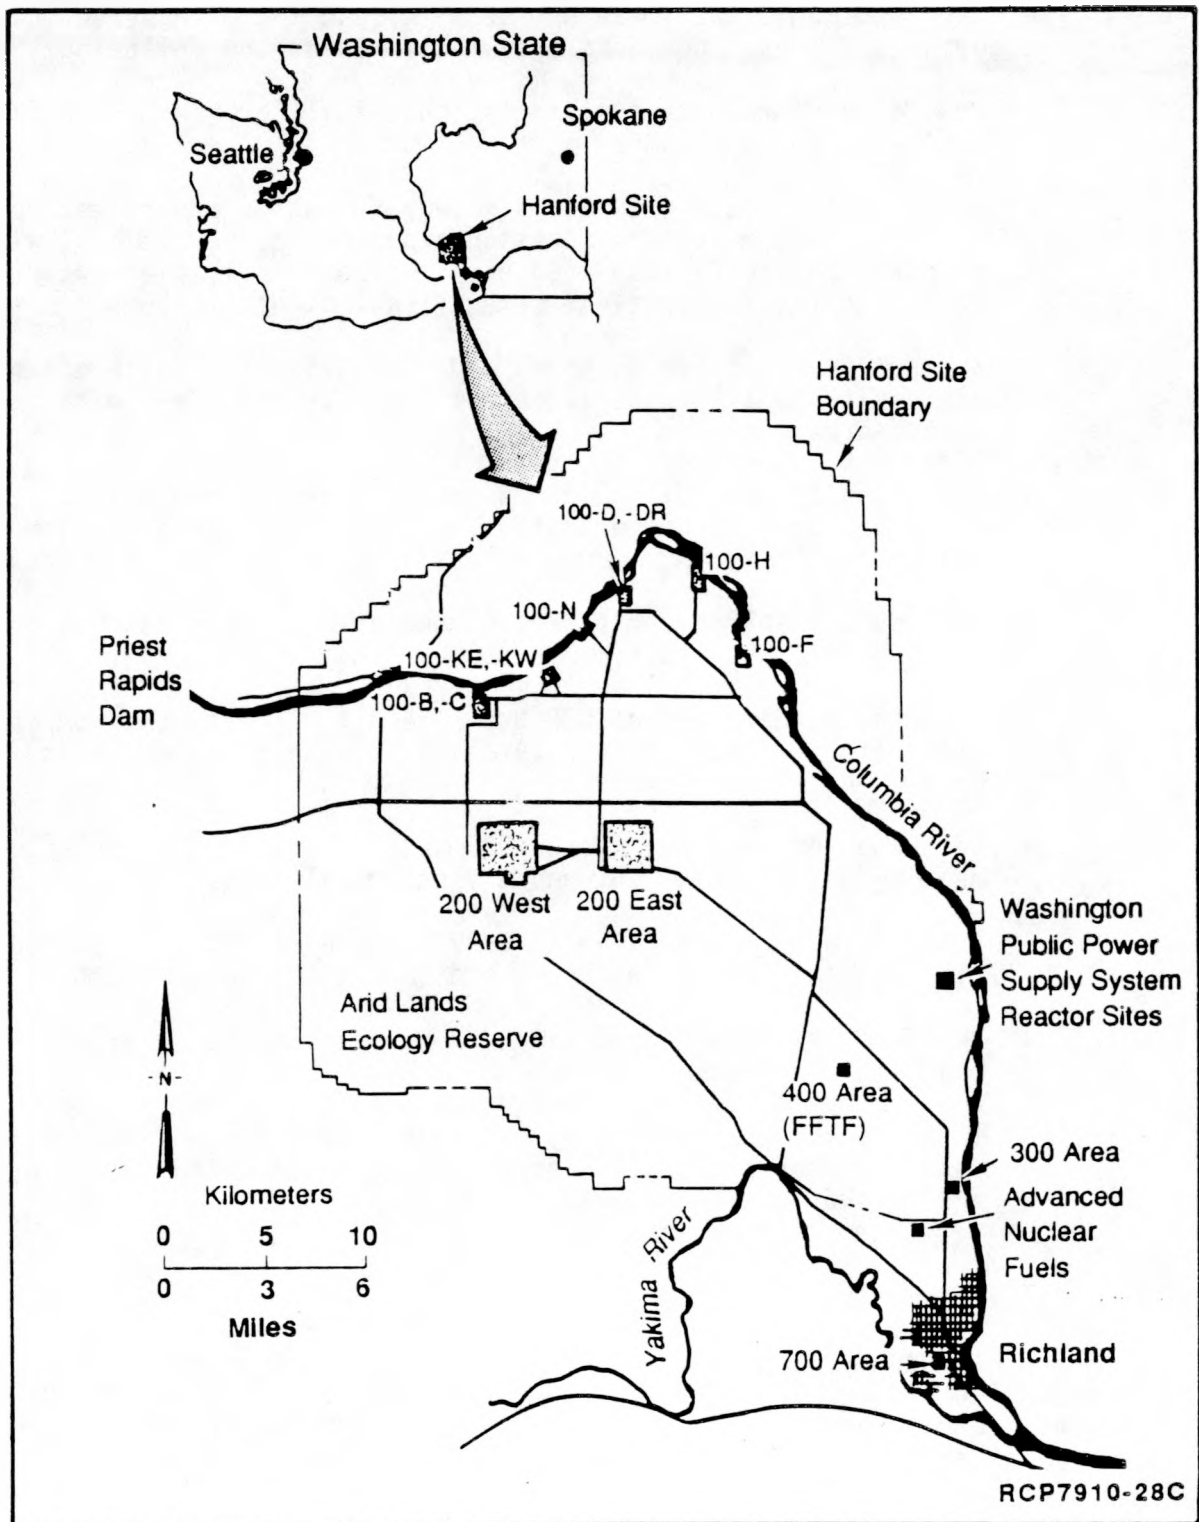 Washington State
Spokane
Seattle
Hanford Site
Hanford Site
Boundary
100-D, -DR
100-H
100-N
100-F
Priest
Rapids
Dam
100-KE,-KW
100-B,-C
Columbia River
200 West
Area
200 East
Area
Washington
Public Power
Supply System
Reactor Sites
Arid Lands
Ecology Reserve
N
400 Area
(FFTF)
300 Area
Kilometers
0 5 10
0 3 6
Miles
Advanced
Nuclear
Fuels
Yakima River
700 Area
Richland
RCP7910-28C